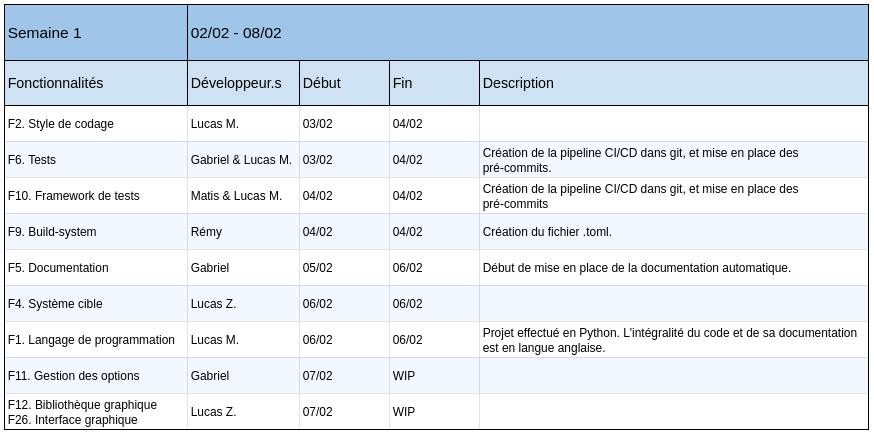 Semaine 1 02/02 - 08/02
Fonctionnalités Développeur.s Début Fin Description
F2. Style de codage Lucas M. 03/02 04/02
F6. Tests Gabriel & Lucas M. 03/02 04/02 Création de la pipeline CI/CD dans git, et mise en place des
pré-commits.
F10. Framework de tests Matis & Lucas M. 04/02 04/02 Création de la pipeline CI/CD dans git, et mise en place des
pré-commits
F9. Build-system Rémy 04/02 04/02 Création du fichier .toml.
F5. Documentation Gabriel 05/02 06/02 Début de mise en place de la documentation automatique.
F4. Système cible Lucas Z. 06/02 06/02
F1. Langage de programmation Lucas M. 06/02 06/02 Projet effectué en Python. L'intégralité du code et de sa documentation
est en langue anglaise.
F11. Gestion des options Gabriel 07/02 WIP
F12. Bibliothèque graphique
F26. Interface graphique Lucas Z. 07/02 WIP